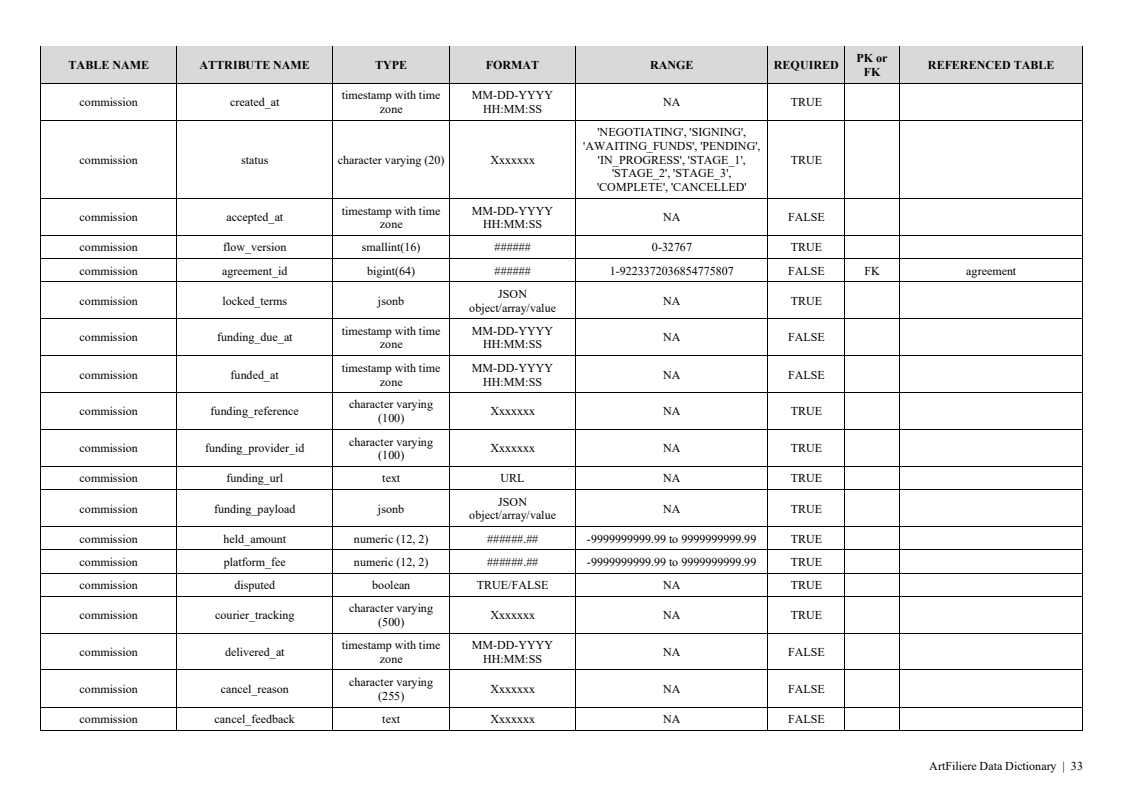 TABLE NAME ATTRIBUTE NAME TYPE FORMAT RANGE REQUIRED PK or FK REFERENCED TABLE
commission created_at timestamp with time zone MM-DD-YYYY HH:MM:SS NA TRUE
commission status character varying (20) Xxxxxxx 'NEGOTIATING', 'SIGNING', 'AWAITING_FUNDS', 'PENDING', 'IN_PROGRESS', 'STAGE_1', 'STAGE_2', 'STAGE_3', 'COMPLETE', 'CANCELLED' TRUE
commission accepted_at timestamp with time zone MM-DD-YYYY HH:MM:SS NA FALSE
commission flow_version smallint(16) ###### 0-32767 TRUE
commission agreement_id bigint(64) ###### 1-9223372036854775807 FALSE FK agreement
commission locked_terms jsonb JSON object/array/value NA TRUE
commission funding_due_at timestamp with time zone MM-DD-YYYY HH:MM:SS NA FALSE
commission funded_at timestamp with time zone MM-DD-YYYY HH:MM:SS NA FALSE
commission funding_reference character varying (100) Xxxxxxx NA TRUE
commission funding_provider_id character varying (100) Xxxxxxx NA TRUE
commission funding_url text URL NA TRUE
commission funding_payload jsonb JSON object/array/value NA TRUE
commission held_amount numeric (12, 2) ######.## -9999999999.99 to 9999999999.99 TRUE
commission platform_fee numeric (12, 2) ######.## -9999999999.99 to 9999999999.99 TRUE
commission disputed boolean TRUE/FALSE NA TRUE
commission courier_tracking character varying (500) Xxxxxxx NA TRUE
commission delivered_at timestamp with time zone MM-DD-YYYY HH:MM:SS NA FALSE
commission cancel_reason character varying (255) Xxxxxxx NA FALSE
commission cancel_feedback text Xxxxxxx NA FALSE
ArtFiliere Data Dictionary | 33